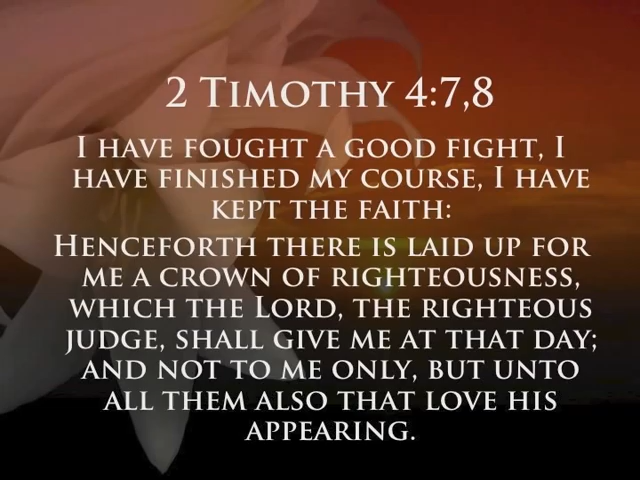 2 Timothy 4:7,8
I have fought a good fight, I
have finished my course, I have
kept the faith:
Henceforth there is laid up for
me a crown of righteousness,
which the Lord, the righteous
judge, shall give me at that day;
and not to me only, but unto
all them also that love his
appearing.